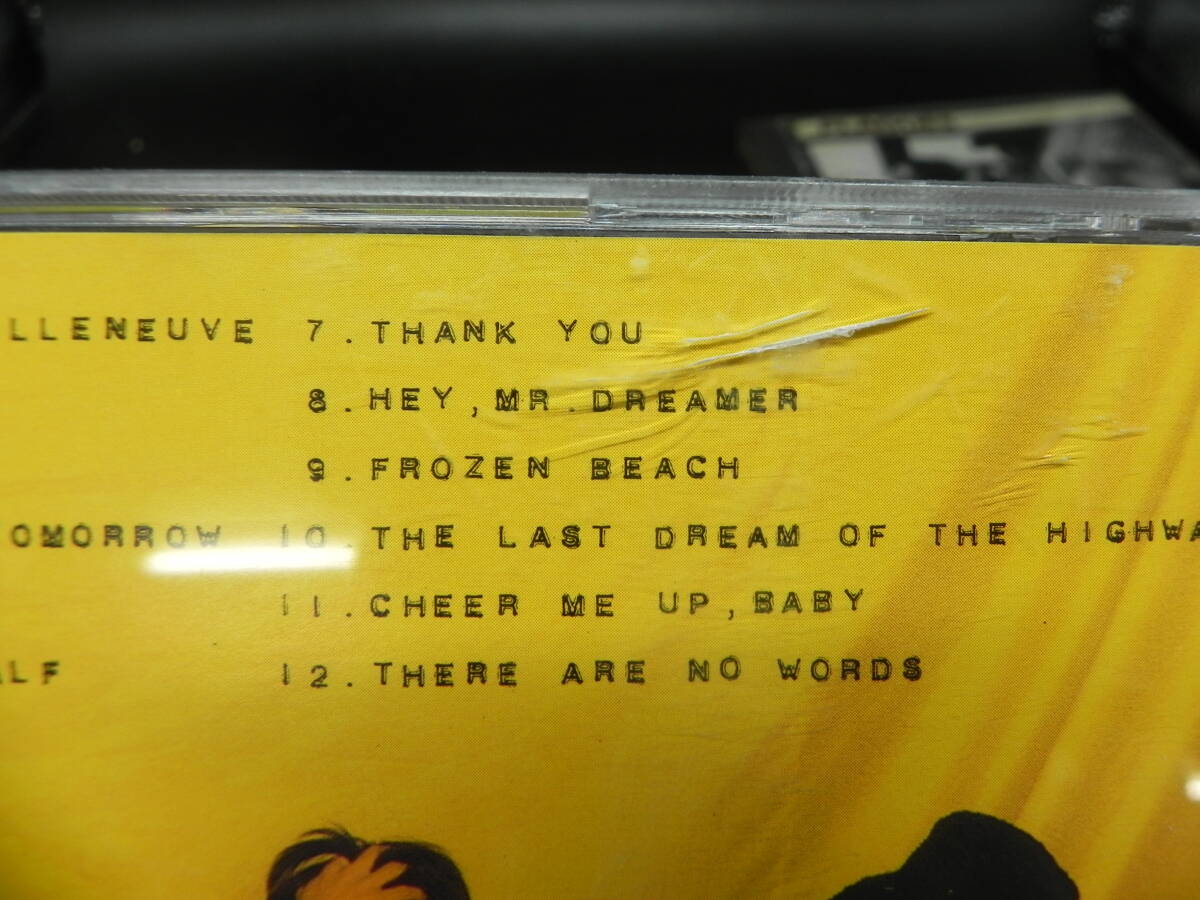 LLENEUVE 7. THANK YOU
8. HEY, MR. DREAMER
9. FROZEN BEACH
OMORROW 10. THE LAST DREAM OF THE HIGHWA
11. CHEER ME UP, BABY
ALF 12. THERE ARE NO WORDS